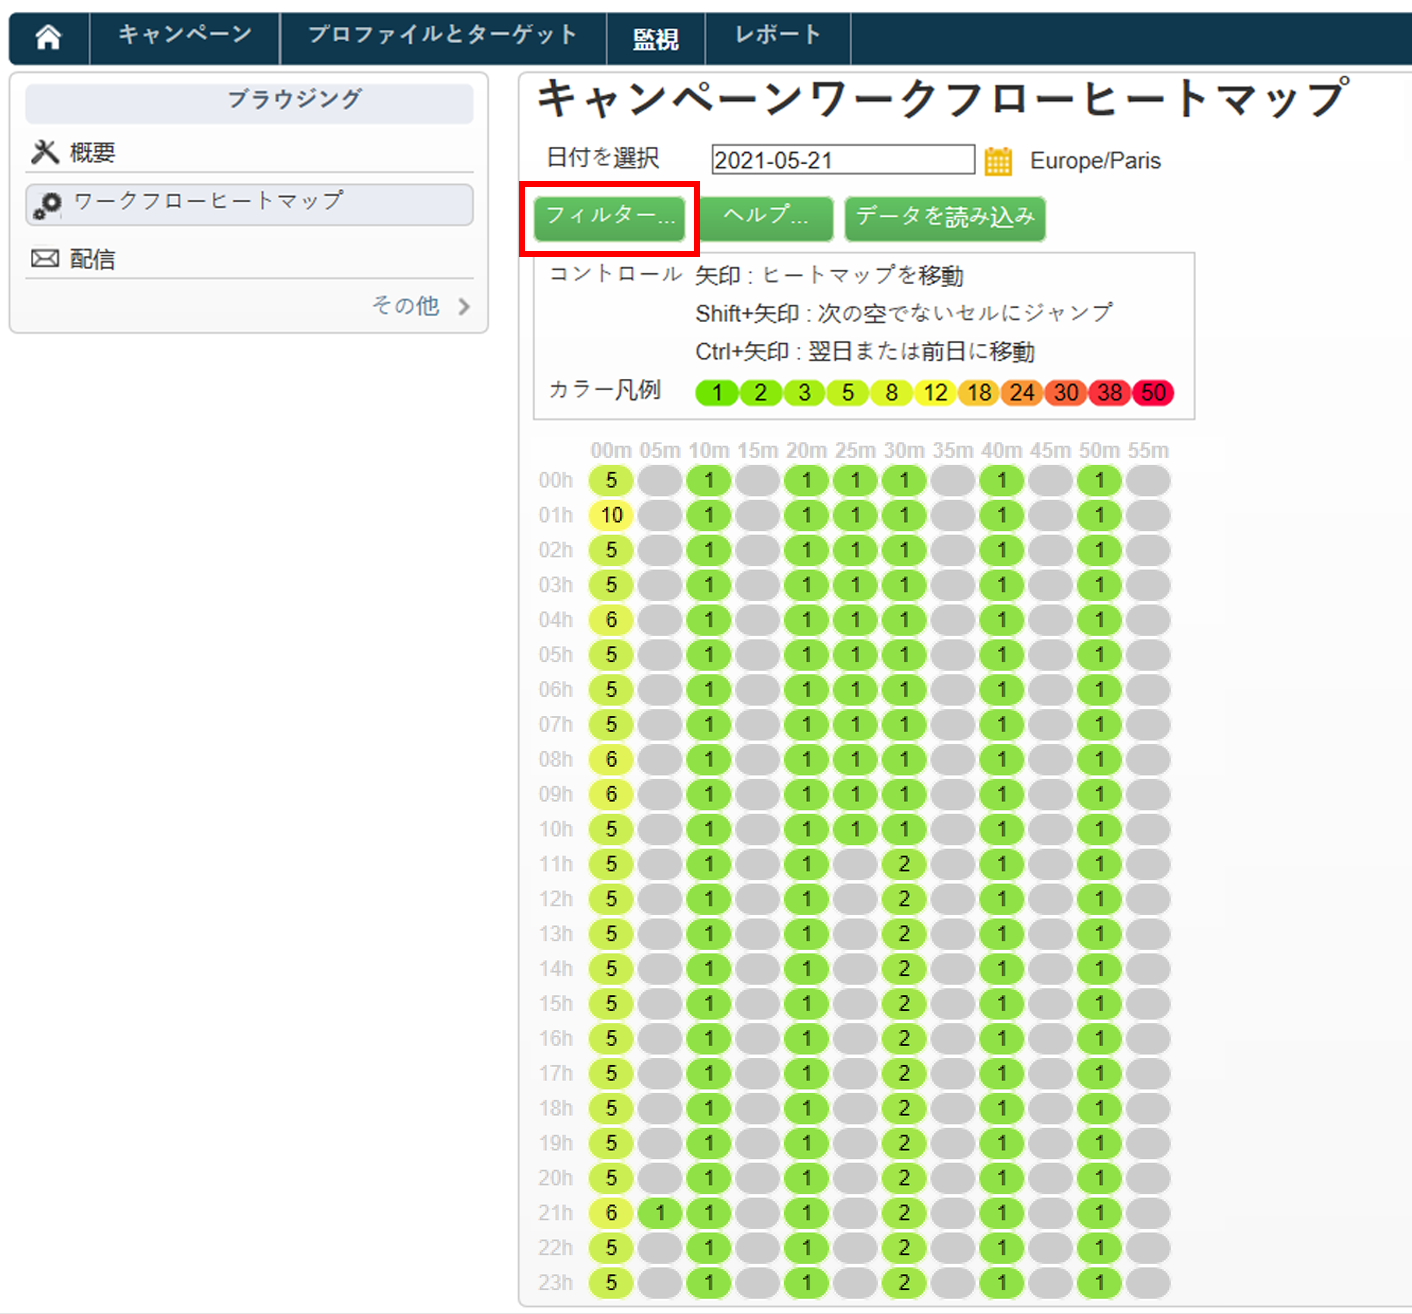 キャンペーン プロファイルとターゲット 監視 レポート
ブラウジング
概要
ワークフローヒートマップ
配信
その他
キャンペーンワークフローヒートマップ
日付を選択 2021-05-21 Europe/Paris
フィルター... ヘルプ... データを読み込み
コントロール 矢印 : ヒートマップを移動
Shift+矢印 : 次の空でないセルにジャンプ
Ctrl+矢印 : 翌日または前日に移動
カラー凡例 1 2 3 5 8 12 18 24 30 38 50
00m 05m 10m 15m 20m 25m 30m 35m 40m 45m 50m 55m
00h 5 1 1 1 1 1 1
01h 10 1 1 1 1 1 1
02h 5 1 1 1 1 1 1
03h 5 1 1 1 1 1 1
04h 6 1 1 1 1 1 1
05h 5 1 1 1 1 1 1
06h 5 1 1 1 1 1 1
07h 5 1 1 1 1 1 1
08h 6 1 1 1 1 1 1
09h 6 1 1 1 1 1 1
10h 5 1 1 1 1 1 1
11h 5 1 1 2 1 1
12h 5 1 1 2 1 1
13h 5 1 1 2 1 1
14h 5 1 1 2 1 1
15h 5 1 1 2 1 1
16h 5 1 1 2 1 1
17h 5 1 1 2 1 1
18h 5 1 1 2 1 1
19h 5 1 1 2 1 1
20h 5 1 1 2 1 1
21h 6 1 1 1 2 1 1
22h 5 1 1 2 1 1
23h 5 1 1 2 1 1